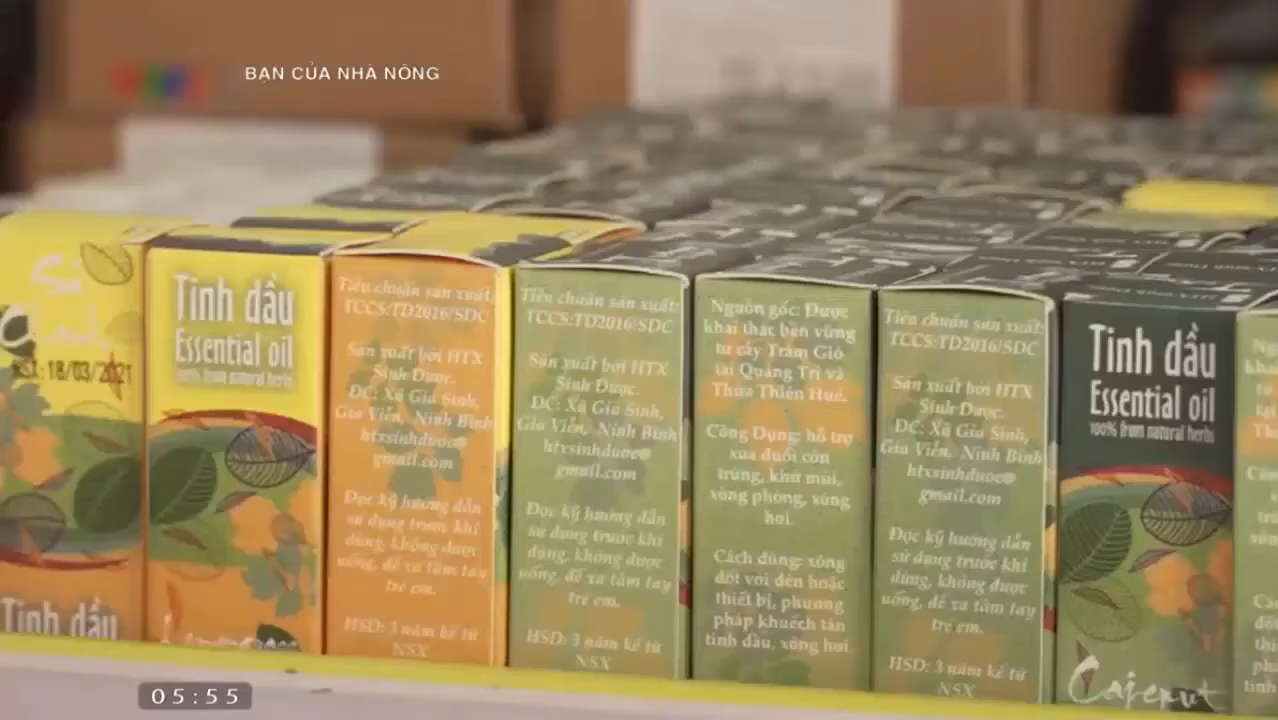 BẠN CỦA NHÀ NÔNG
NSX: 18/03/2021
Tinh dầu
Tinh dầu
Essential oil
100% from natural herbs
Tiêu chuẩn sản xuất:
TCCS:TD2016/SDC
Sản xuất bởi HTX
Sinh Dược.
ĐC: Xã Gia Sinh,
Gia Viễn, Ninh Bình
htxsinhduoc@
gmail.com
Đọc kỹ hướng dẫn
sử dụng trước khi
dùng, không được
uống, để xa tầm tay
trẻ em.
HSD: 3 năm kể từ
NSX
Tiêu chuẩn sản xuất:
TCCS:TD2016/SDC
Sản xuất bởi HTX
Sinh Dược.
ĐC: Xã Gia Sinh,
Gia Viễn, Ninh Bình
htxsinhduoc@
gmail.com
Đọc kỹ hướng dẫn
sử dụng trước khi
dùng, không được
uống, để xa tầm tay
trẻ em.
HSD: 3 năm kể từ
NSX
Nguồn gốc: Được
khai thác bền vững
từ cây Tràm Gió
tại Quảng Trị và
Thừa Thiên Huế.
Công Dụng: hỗ trợ
xua đuổi côn
trùng, khử mùi,
xông phòng, xông
hơi.
Cách dùng: xông
đốt với đèn hoặc
thiết bị, phương
pháp khuếch tán
tinh dầu, xông hơi.
Tiêu chuẩn sản xuất:
TCCS:TD2016/SDC
Sản xuất bởi HTX
Sinh Dược.
ĐC: Xã Gia Sinh,
Gia Viễn, Ninh Bình
htxsinhduoc@
gmail.com
Đọc kỹ hướng dẫn
sử dụng trước khi
dùng, không được
uống, để xa tầm tay
trẻ em.
HSD: 3 năm kể từ
NSX
Tinh dầu
Essential oil
100% from natural herbs
Cajeput
05:55